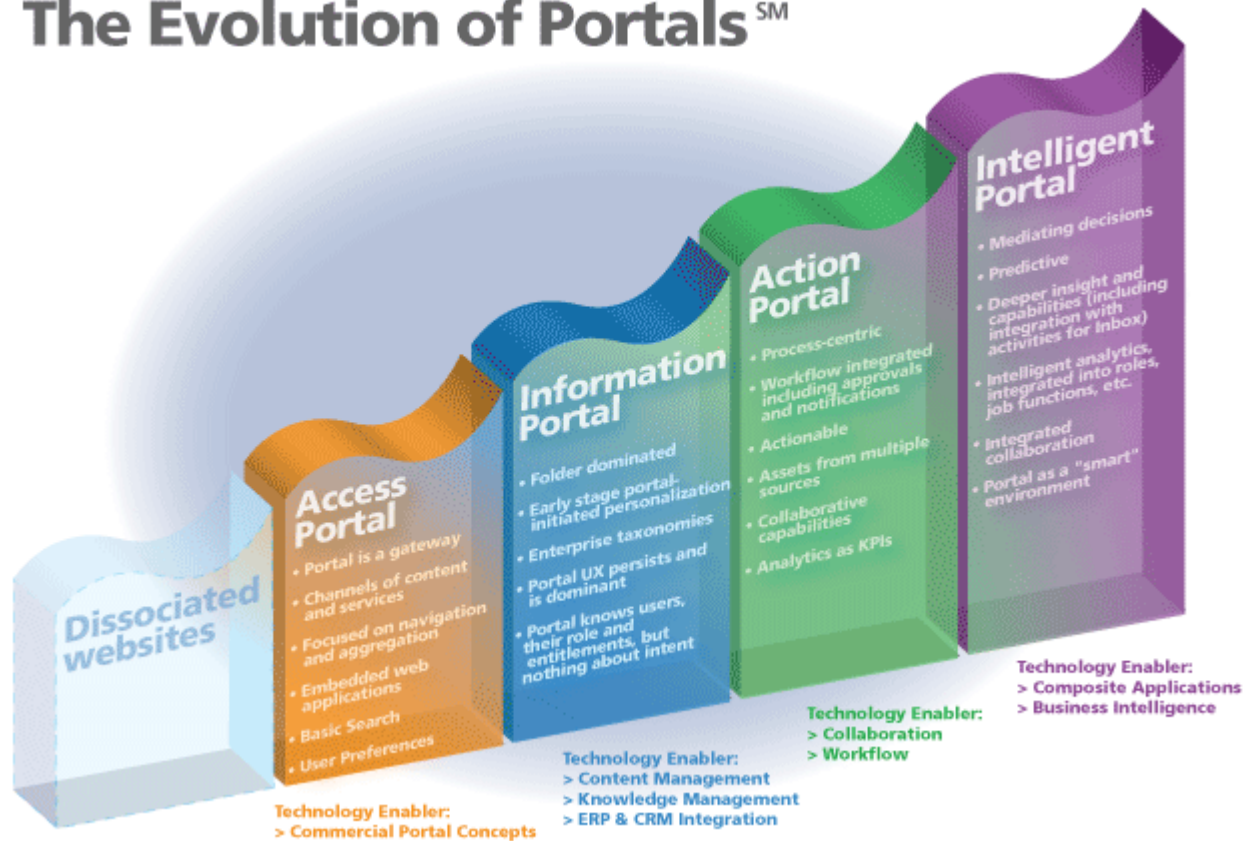 The Evolution of Portals SM
Dissociated
websites
Access
Portal
• Portal is a gateway
• Channels of content
and services
• Focused on navigation
and aggregation
• Embedded web
applications
• Basic Search
• User Preferences
Technology Enabler:
> Commercial Portal Concepts
Information
Portal
• Folder dominated
• Early stage portal-
initiated personalization
• Enterprise taxonomies
• Portal UX persists and
is dominant
• Portal knows users,
their role and
entitlements, but
nothing about intent
Technology Enabler:
> Content Management
> Knowledge Management
> ERP & CRM Integration
Action
Portal
• Process-centric
• Workflow integrated
including approvals
and notifications
• Actionable
• Assets from multiple
sources
• Collaborative
capabilities
• Analytics as KPIs
Technology Enabler:
> Collaboration
> Workflow
Intelligent
Portal
• Mediating decisions
• Predictive
• Deeper insight and
capabilities (including
integration with
activities for Inbox)
• Intelligent analytics,
integrated into roles,
job functions, etc.
• Integrated
collaboration
• Portal as a "smart"
environment
Technology Enabler:
> Composite Applications
> Business Intelligence